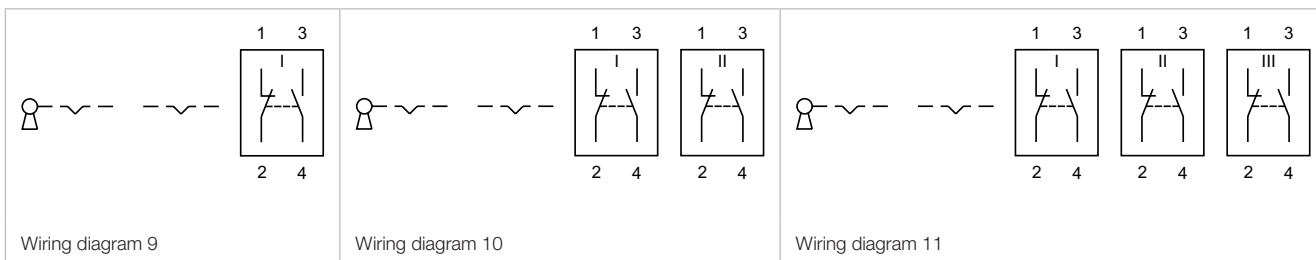 1 3 1 3 1 3 1 3 1 3 1 3
I I II I II III
2 4 2 4 2 4 2 4 2 4 2 4
Wiring diagram 9 Wiring diagram 10 Wiring diagram 11